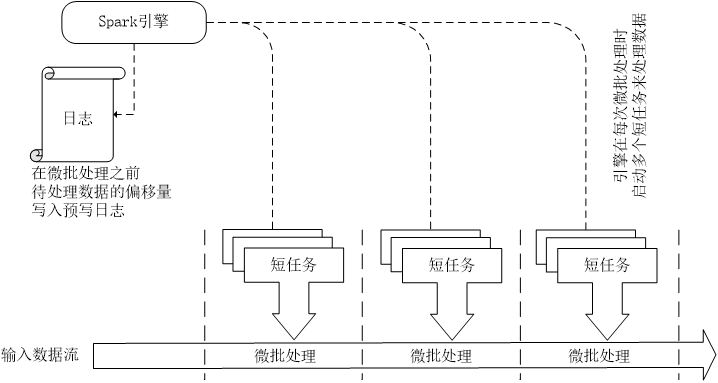 Spark引擎
日志
在微批处理之前
待处理数据的偏移量
写入预写日志
引擎在每次微批处理时
启动多个短任务来处理数据
短任务
短任务
短任务
输入数据流
微批处理
微批处理
微批处理